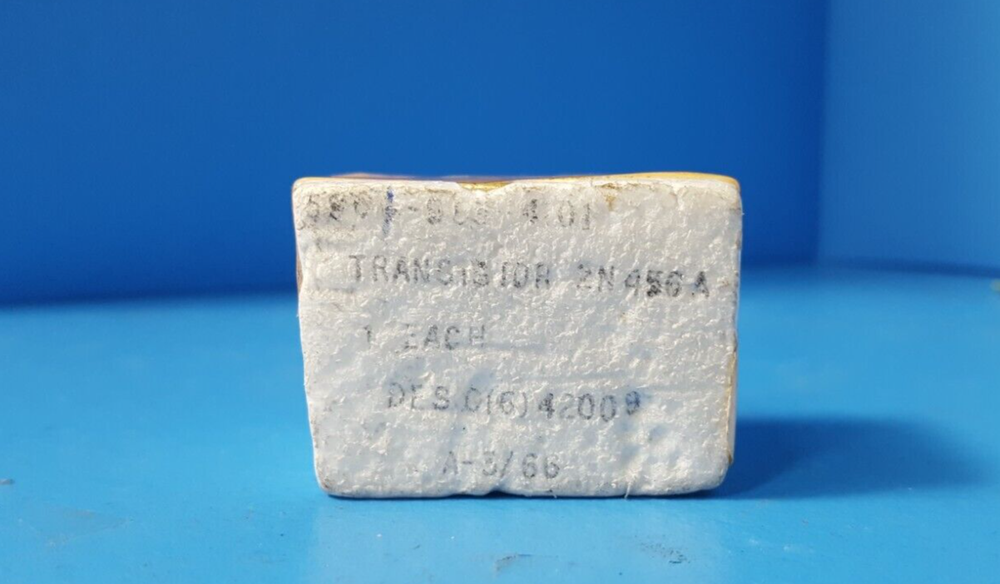 TRANSISTOR 2N456A
1 EACH
DESC(6)42009
A-3/66